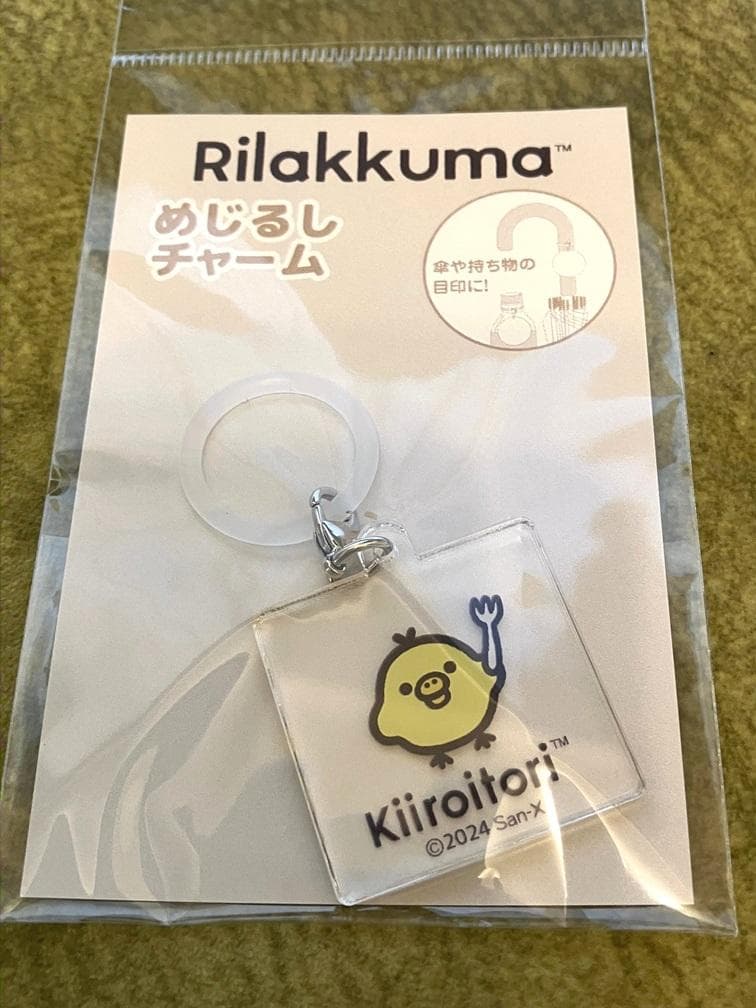 Rilakkuma™
めじるし
チャーム
傘や持ち物の
目印に!
Kiiroitori™
©2024 San-X